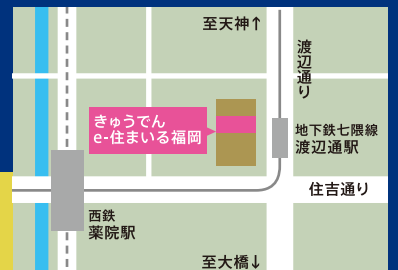 至天神↑
渡辺通り
きゅうでん
e-住まいる福岡
地下鉄七隈線
渡辺通駅
住吉通り
西鉄
薬院駅
至大橋↓